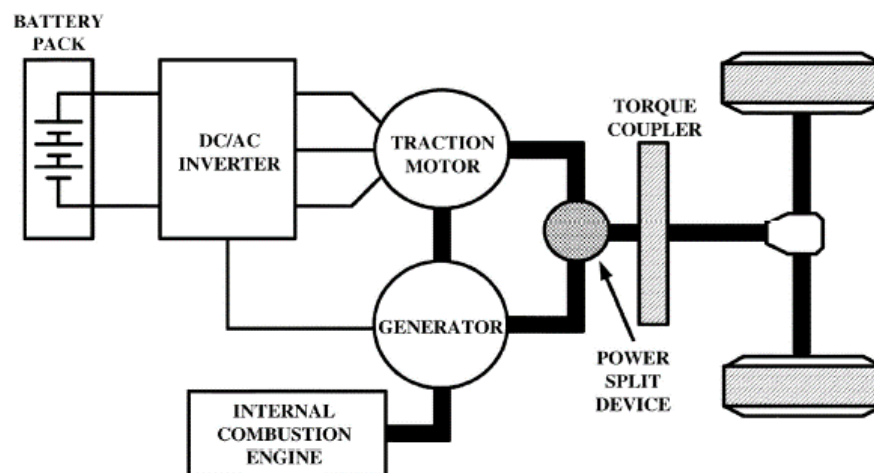 BATTERY
PACK
DC/AC
INVERTER
TRACTION
MOTOR
TORQUE
COUPLER
GENERATOR
POWER
SPLIT
DEVICE
INTERNAL
COMBUSTION
ENGINE